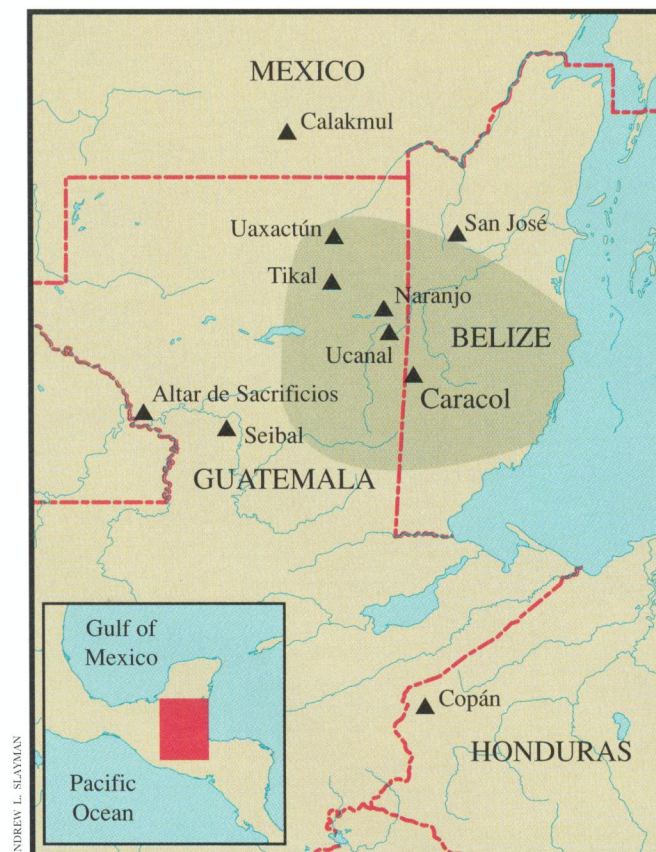 MEXICO
Calakmul
Uaxactún
San José
Tikal
Naranjo
Ucanal
BELIZE
Altar de Sacrificios
Caracol
Seibal
GUATEMALA
Gulf of
Mexico
Pacific
Ocean
Copán
HONDURAS
NDREW L. SLAYMAN